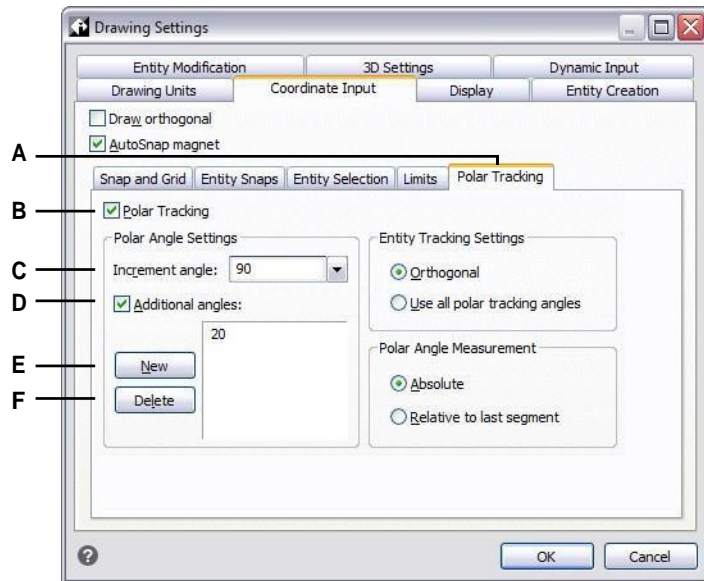 Drawing Settings
Entity Modification 3D Settings Dynamic Input
Drawing Units Coordinate Input Display Entity Creation
Draw orthogonal
AutoSnap magnet
A
Snap and Grid Entity Snaps Entity Selection Limits Polar Tracking
B Polar Tracking
Polar Angle Settings Entity Tracking Settings
C Increment angle: 90 Orthogonal
D Additional angles: Use all polar tracking angles
20
Polar Angle Measurement
E New Absolute
F Delete Relative to last segment
? OK Cancel